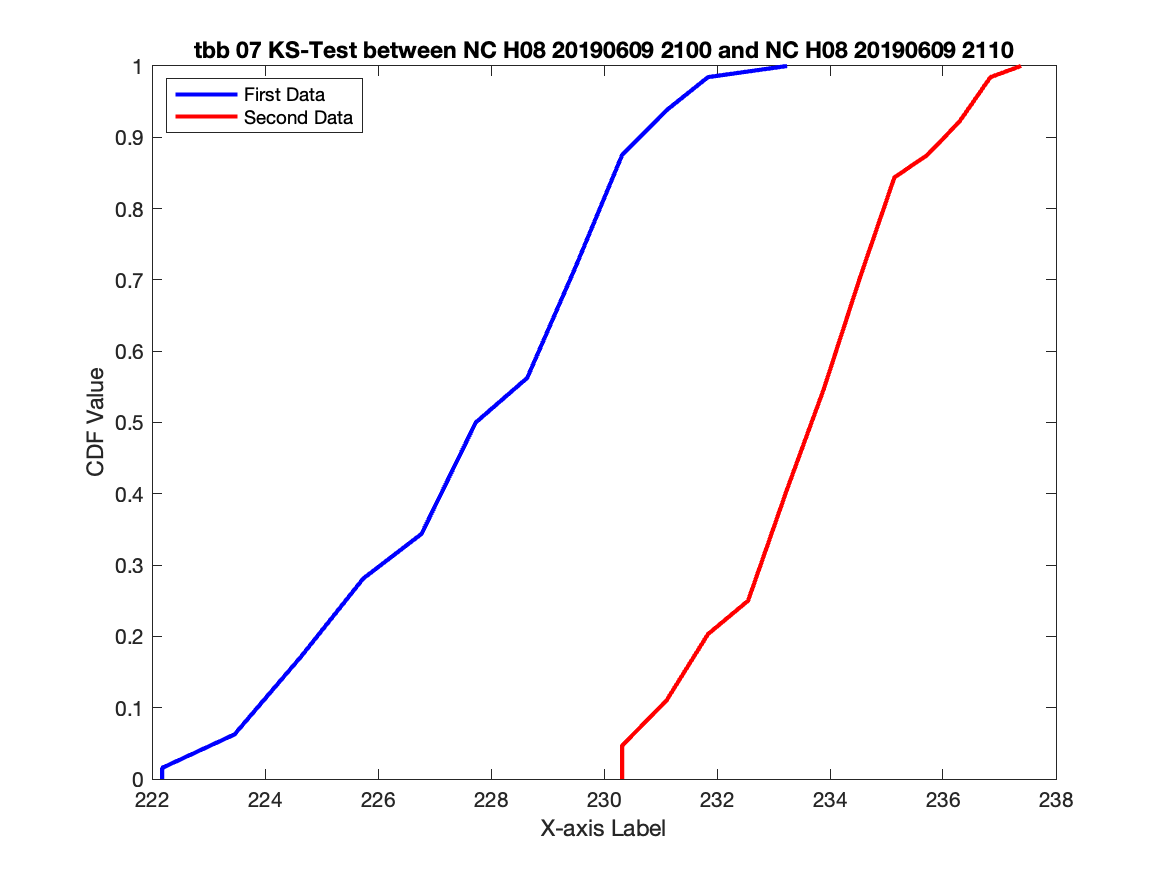 tbb 07 KS-Test between NC H08 20190609 2100 and NC H08 20190609 2110
First Data
Second Data
1
0.9
0.8
0.7
0.6
0.5
0.4
0.3
0.2
0.1
0
CDF Value
222 224 226 228 230 232 234 236 238
X-axis Label